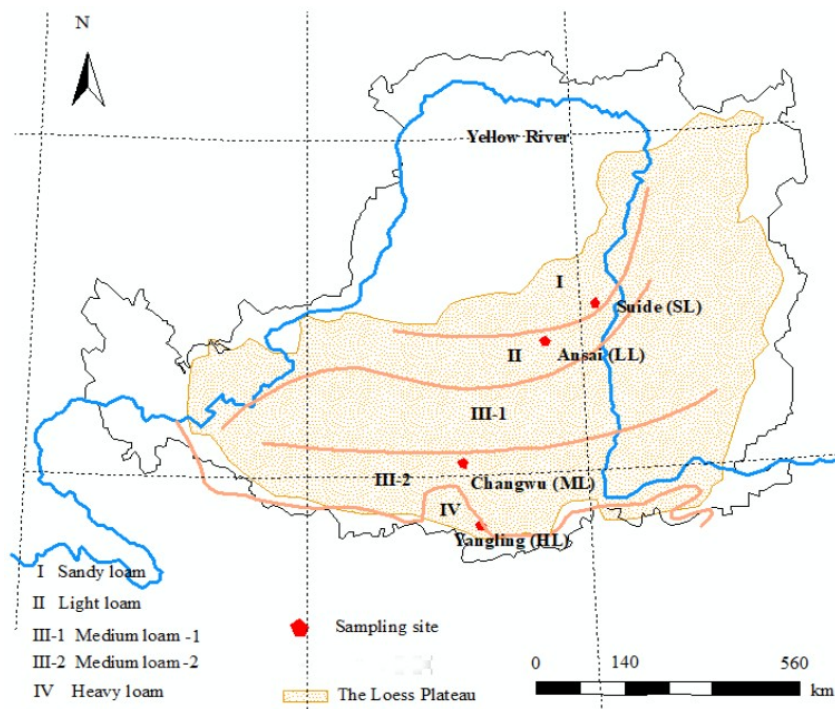 N
Yellow River
I
Suide (SL)
II
Ansai (LL)
III-1
III-2
Changwu (ML)
IV
Yangling (HL)
I Sandy loam
II Light loam
III-1 Medium loam -1
III-2 Medium loam -2
IV Heavy loam
Sampling site
The Loess Plateau
0 140 560
km